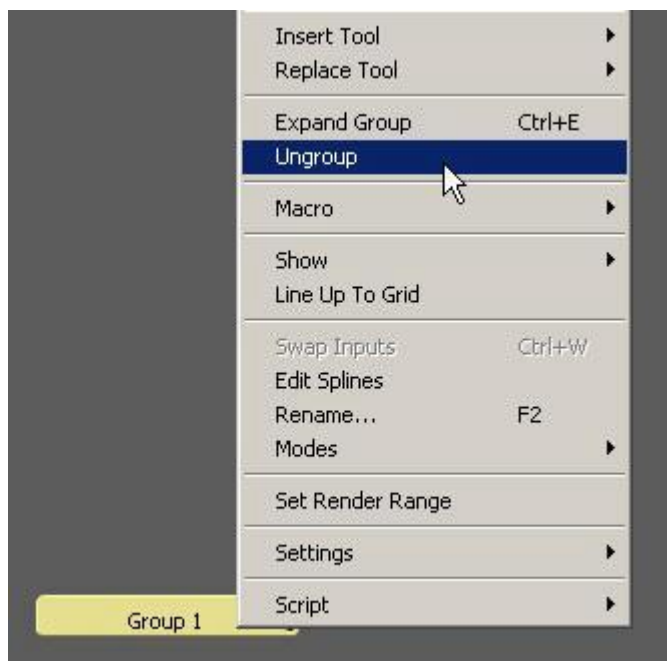 Insert Tool
Replace Tool
Expand Group Ctrl+E
Ungroup
Macro
Show
Line Up To Grid
Swap Inputs Ctrl+W
Edit Splines
Rename... F2
Modes
Set Render Range
Settings
Script
Group 1